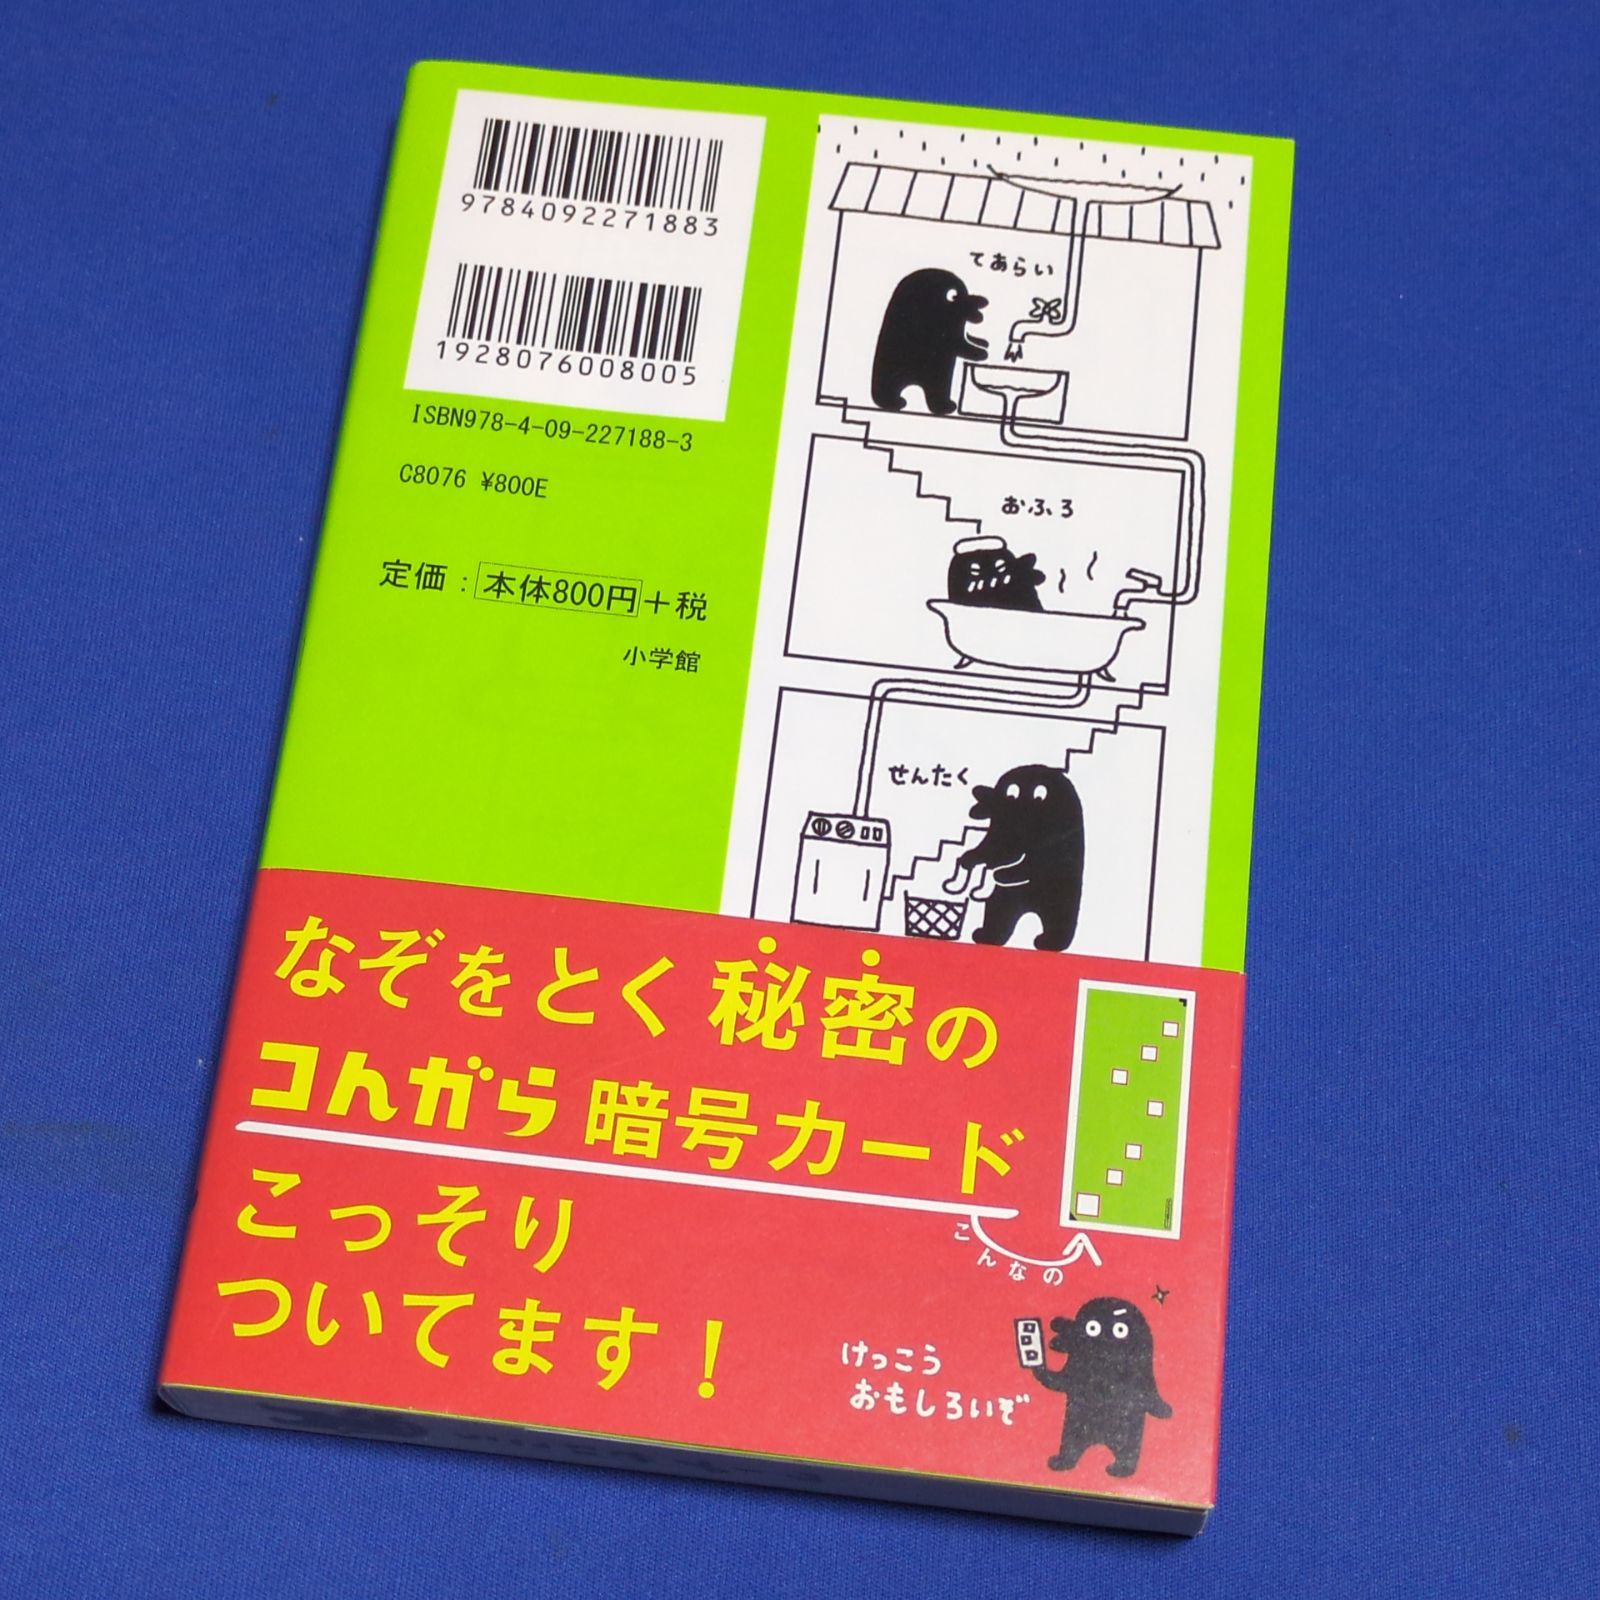 9784092271883
1928076008005
ISBN978-4-09-227188-3
C8076 ¥800E
定価：本体800円＋税
小学館
てあらい
おふろ
せんたく
なぞをとく秘密の
コんがら暗号カード
こっそり
ついてます！
こんなの
けっこう
おもしろいぞ